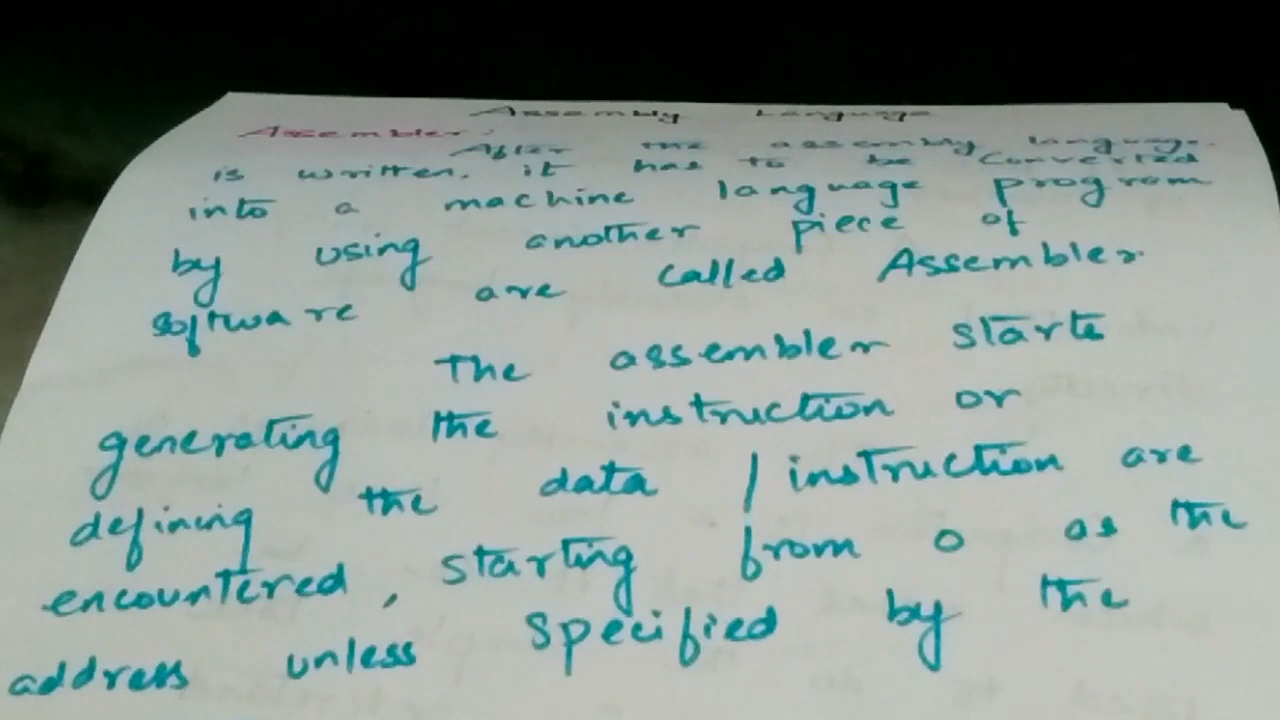 Assembly Language
Assembler:
After the assembly language.
is written. it has to be converted
into a machine language program
by using another piece of
software are called Assembler.
The assembler starts
generating the instruction or
defining the data / instruction are
encountered, starting from 0 as the
address unless specified by the